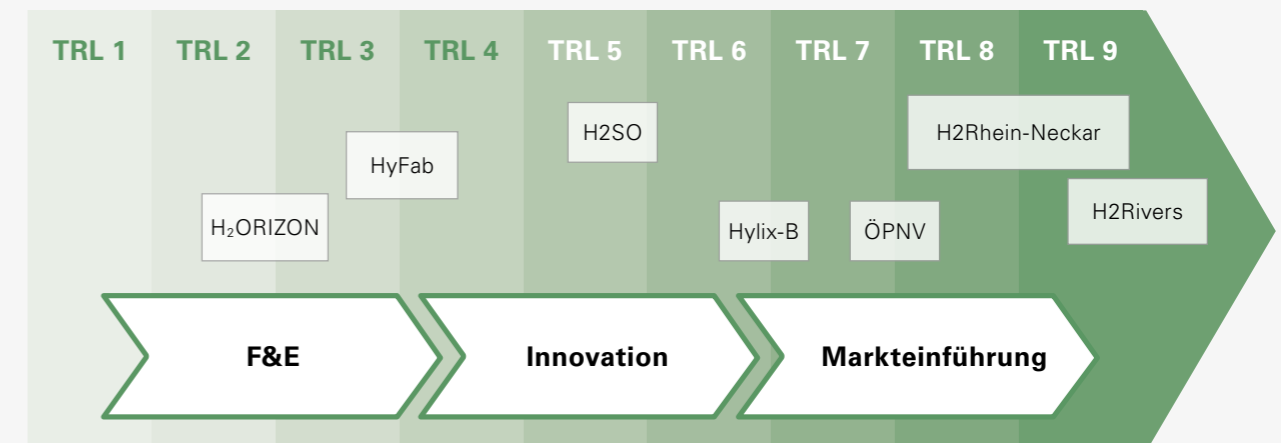 TRL 1
TRL 2
TRL 3
TRL 4
TRL 5
TRL 6
TRL 7
TRL 8
TRL 9
H2SO
H2Rhein-Neckar
HyFab
H2Rivers
H₂ORIZON
Hylix-B
ÖPNV
F&E
Innovation
Markteinführung